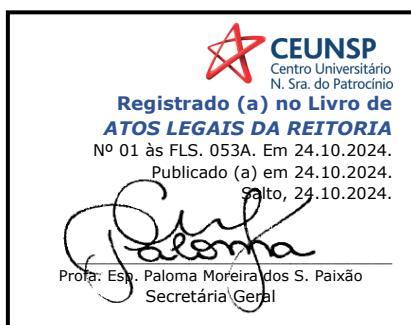 CEUNSP
Centro Universitário
N. Sra. do Patrocínio
Registrado (a) no Livro de
ATOS LEGAIS DA REITORIA
Nº 01 às FLS. 053A. Em 24.10.2024.
Publicado (a) em 24.10.2024.
Salto, 24.10.2024.
Paloma
Profa. Esp. Paloma Moreira dos S. Paixão
Secretária Geral